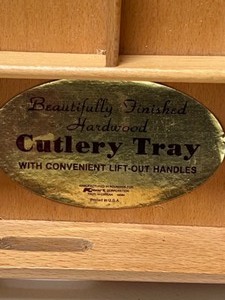 Beautifully Finished
Hardwood
Cutlery Tray
WITH CONVENIENT LIFT-OUT HANDLES
Printed in U.S.A.